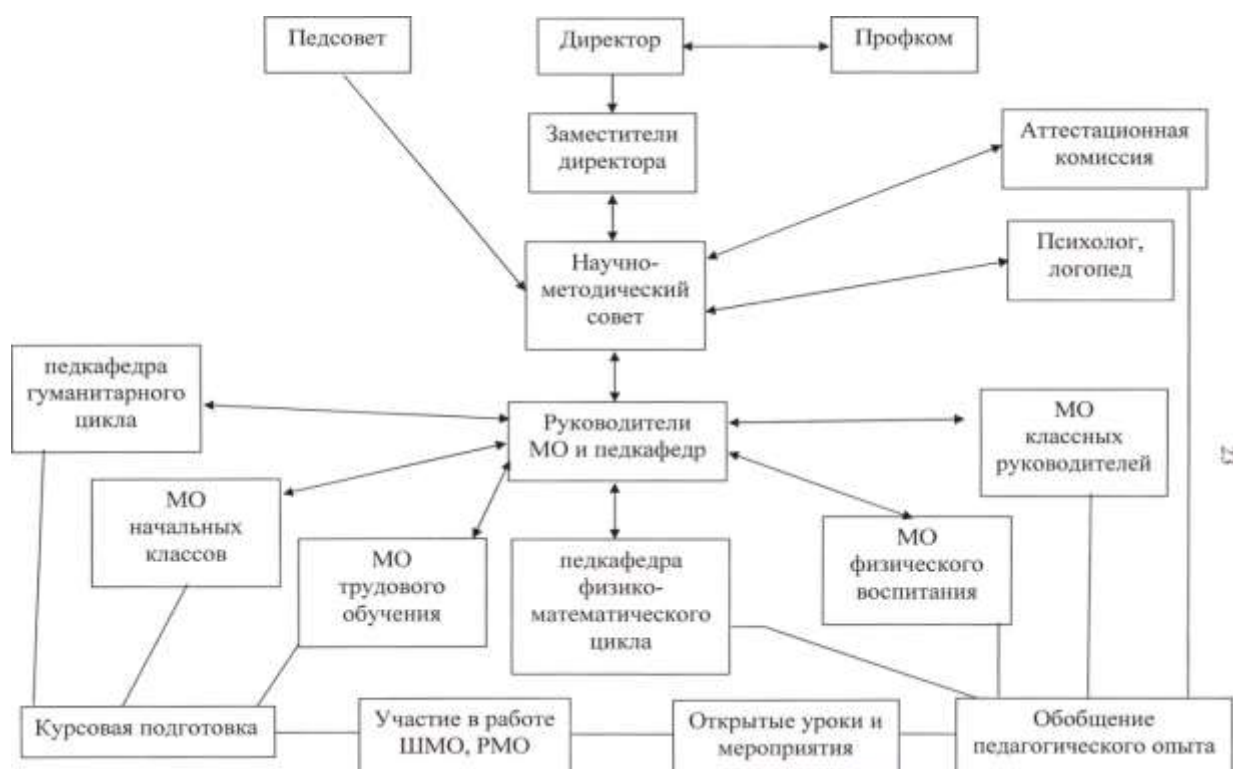 Педсовет
Директор
Профком
Заместители
директора
Аттестационная
комиссия
Научно-
методический
совет
Психолог,
логопед
педкафедра
гуманитарного
цикла
Руководители
МО и педкафедр
МО
классных
руководителей
23
МО
начальных
классов
МО
трудового
обучения
педкафедра
физико-
математического
цикла
МО
физического
воспитания
Курсовая подготовка
Участие в работе
ШМО, РМО
Открытые уроки и
мероприятия
Обобщение
педагогического опыта